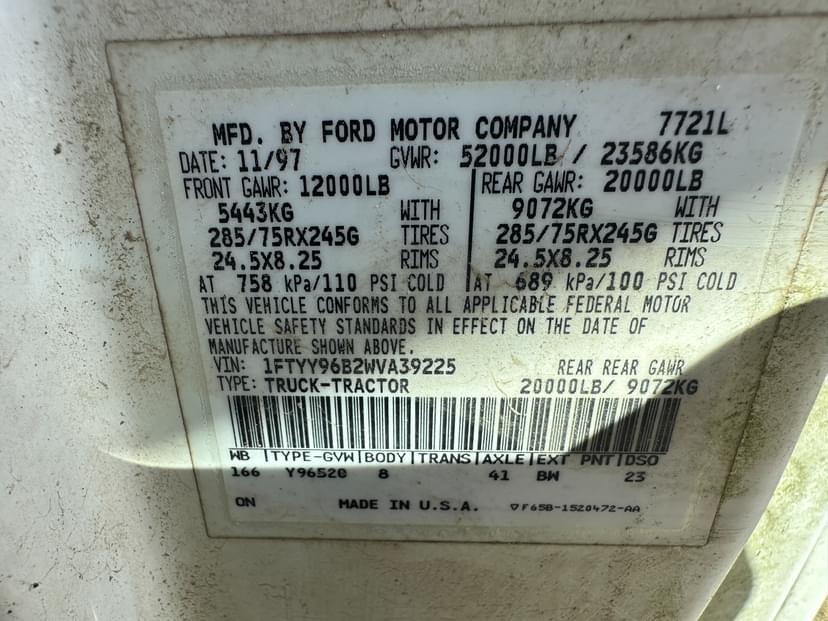 MFD. BY FORD MOTOR COMPANY 7721L
DATE: 11/97 GVWR: 52000LB / 23586KG
FRONT GAWR: 12000LB REAR GAWR: 20000LB
5443KG WITH 9072KG WITH
285/75RX245G TIRES 285/75RX245G TIRES
24.5X8.25 RIMS 24.5X8.25 RIMS
AT 758 kPa/110 PSI COLD AT 689 kPa/100 PSI COLD
THIS VEHICLE CONFORMS TO ALL APPLICABLE FEDERAL MOTOR
VEHICLE SAFETY STANDARDS IN EFFECT ON THE DATE OF
MANUFACTURE SHOWN ABOVE.
VIN: 1FTYY96B2WVA39225 REAR REAR GAWR
TYPE: TRUCK-TRACTOR 20000LB/ 9072KG
WB |TYPE-GVW|BODY|TRANS|AXLE|EXT PNT|DSO
166 Y96520 8 41 BW 23
ON MADE IN U.S.A. ▽F65B-1520472-AA